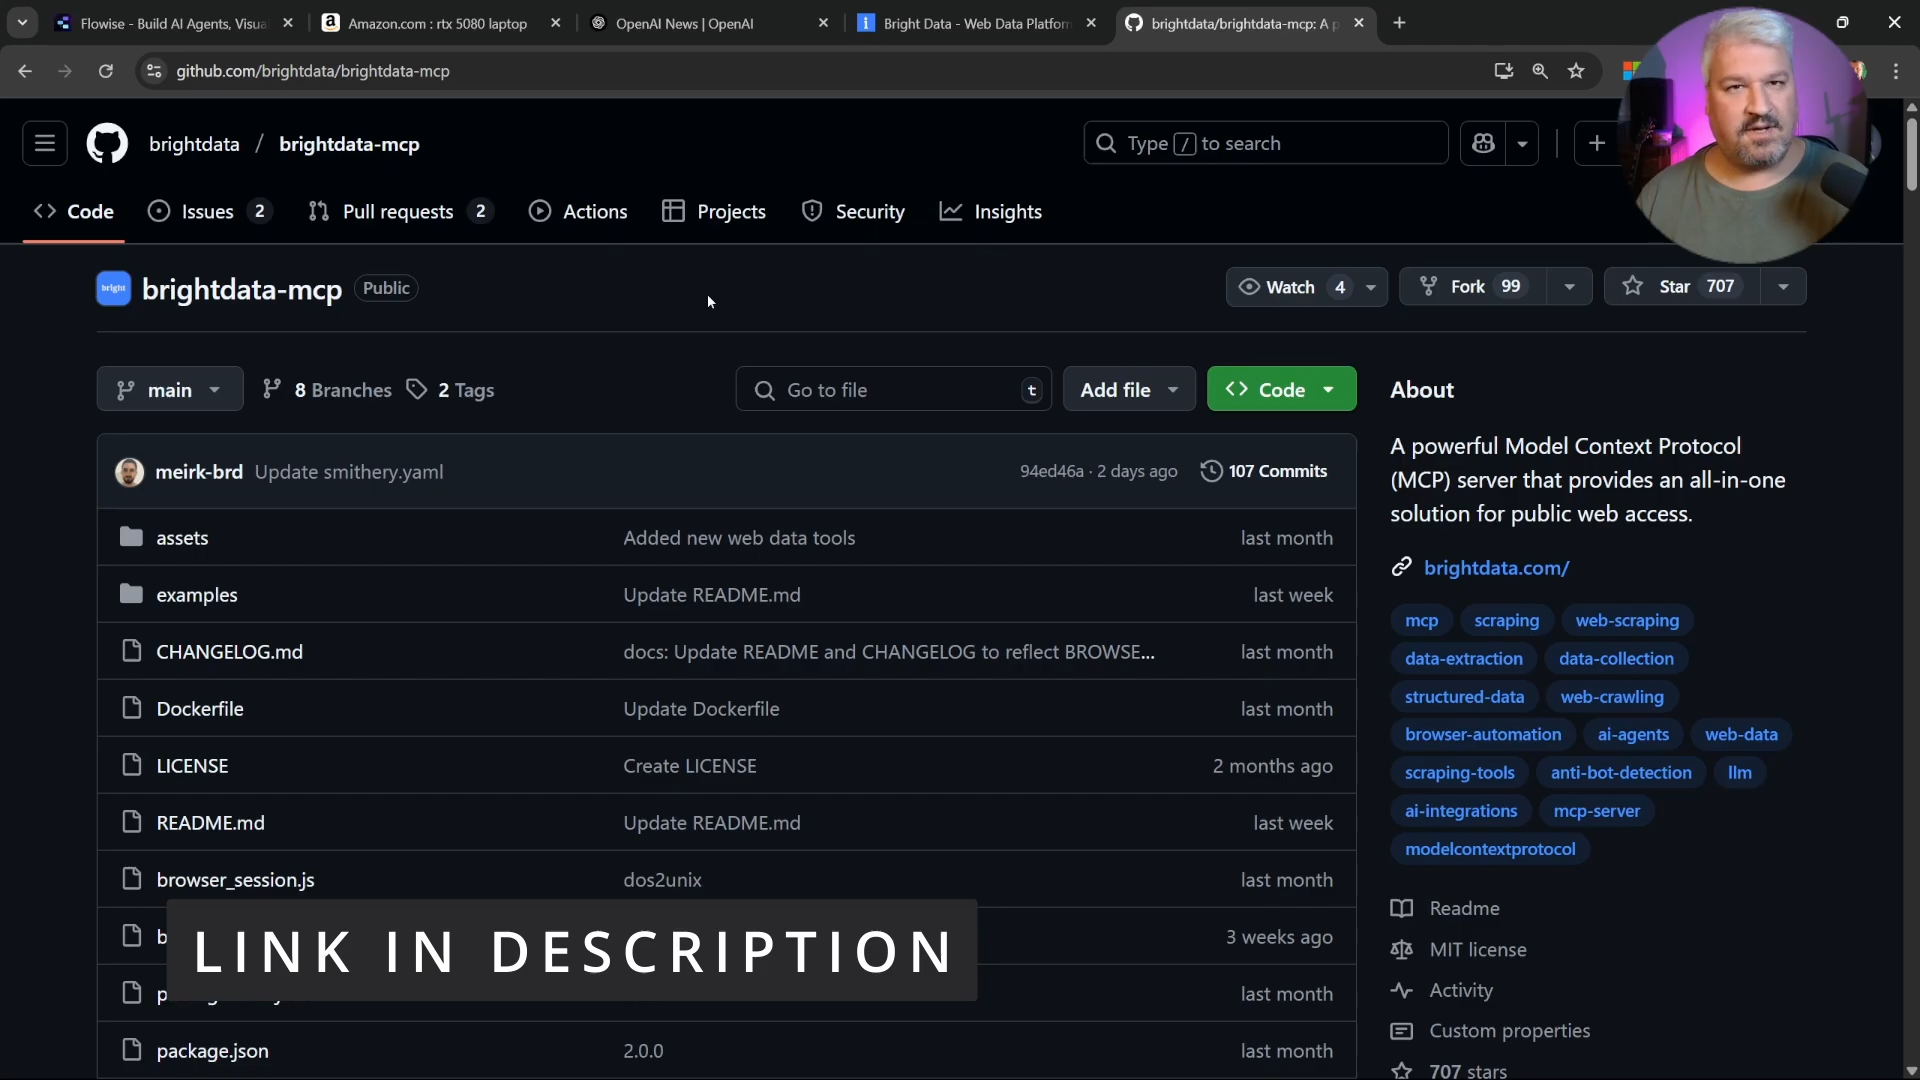 Flowise - Build AI Agents, Visua
Amazon.com : rtx 5080 laptop
OpenAI News | OpenAI
Bright Data - Web Data Platform
brightdata/brightdata-mcp: A p
github.com/brightdata/brightdata-mcp
brightdata / brightdata-mcp
Type / to search
Code
Issues 2
Pull requests 2
Actions
Projects
Security
Insights
bright
brightdata-mcp
Public
Watch 4
Fork 99
Star 707
main
8 Branches
2 Tags
Go to file
t
Add file
Code
About
meirk-brd Update smithery.yaml 94ed46a · 2 days ago 107 Commits
assets Added new web data tools last month
examples Update README.md last week
CHANGELOG.md docs: Update README and CHANGELOG to reflect BROWSE... last month
Dockerfile Update Dockerfile last month
LICENSE Create LICENSE 2 months ago
README.md Update README.md last week
browser_session.js dos2unix last month
3 weeks ago
last month
package.json 2.0.0 last month
LINK IN DESCRIPTION
A powerful Model Context Protocol
(MCP) server that provides an all-in-one
solution for public web access.
brightdata.com/
mcp scraping web-scraping
data-extraction data-collection
structured-data web-crawling
browser-automation ai-agents web-data
scraping-tools anti-bot-detection llm
ai-integrations mcp-server
modelcontextprotocol
Readme
MIT license
Activity
Custom properties
707 stars